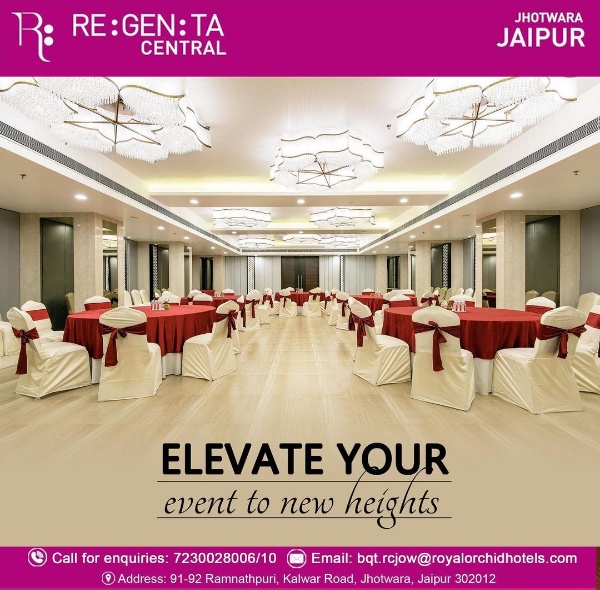 RE:GEN:TA
CENTRAL
JHOTWARA
JAIPUR
ELEVATE YOUR
event to new heights
Call for enquiries: 7230028006/10 Email: bqt.rcjow@royalorchidhotels.com
Address: 91-92 Ramnathpuri, Kalwar Road, Jhotwara, Jaipur 302012